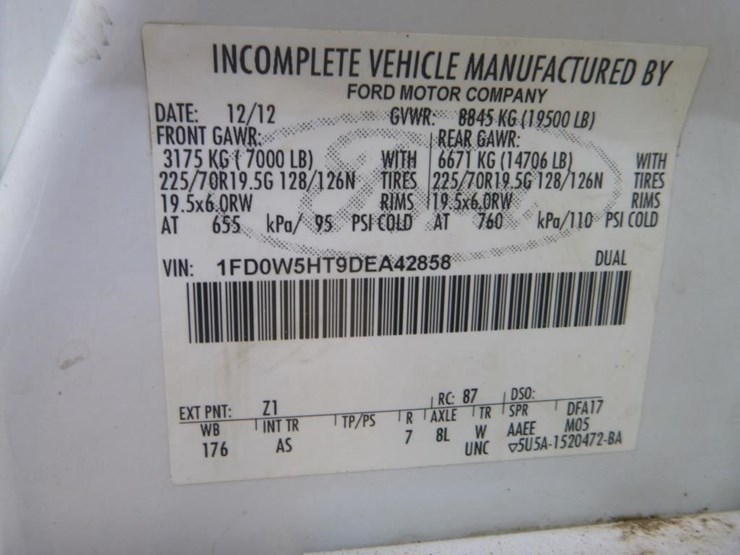 INCOMPLETE VEHICLE MANUFACTURED BY
FORD MOTOR COMPANY
DATE: 12/12 GVWR: 8845 KG (19500 LB)
FRONT GAWR: REAR GAWR:
3175 KG ( 7000 LB) WITH 6671 KG (14706 LB) WITH
225/70R19.5G 128/126N TIRES 225/70R19.5G 128/126N TIRES
19.5x6.0RW RIMS 19.5x6.0RW RIMS
AT 655 kPa/ 95 PSI COLD AT 760 kPa/110 PSI COLD
VIN: 1FD0W5HT9DEA42858 DUAL
EXT PNT: Z1 RC: 87 DSO:
WB INT TR TP/PS R AXLE TR SPR DFA17
176 AS 7 8L W AAEE M05
UNC ▽5U5A-1520472-BA